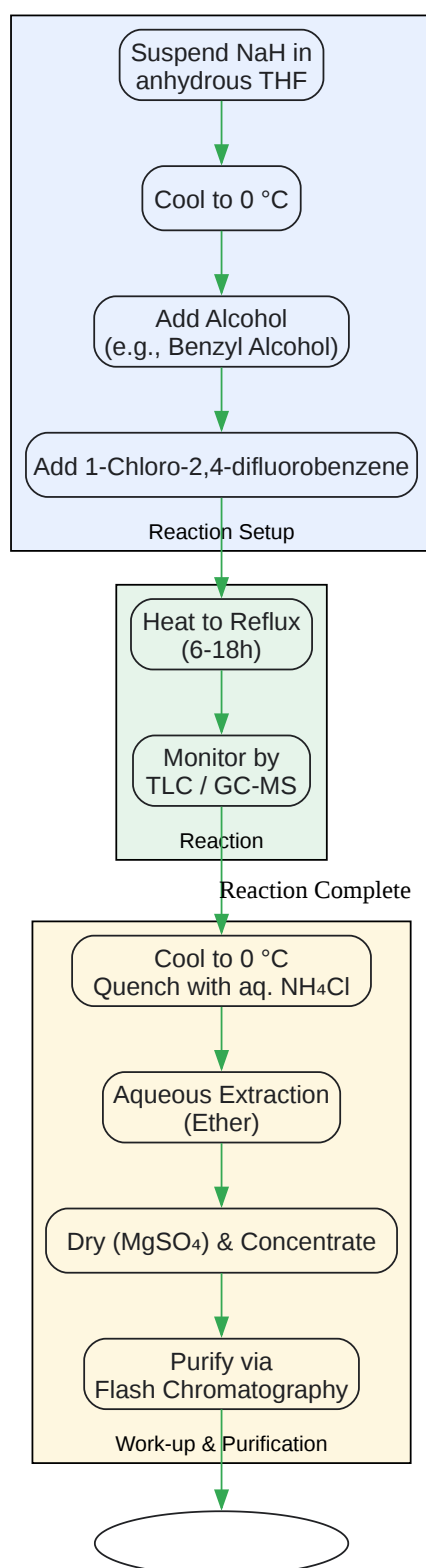 Suspend NaH in
anhydrous THF
Cool to 0 °C
Add Alcohol
(e.g., Benzyl Alcohol)
Add 1-Chloro-2,4-difluorobenzene
Reaction Setup
Heat to Reflux
(6-18h)
Monitor by
TLC / GC-MS
Reaction
Reaction Complete
Cool to 0 °C
Quench with aq. NH₄Cl
Aqueous Extraction
(Ether)
Dry (MgSO₄) & Concentrate
Purify via
Flash Chromatography
Work-up & Purification